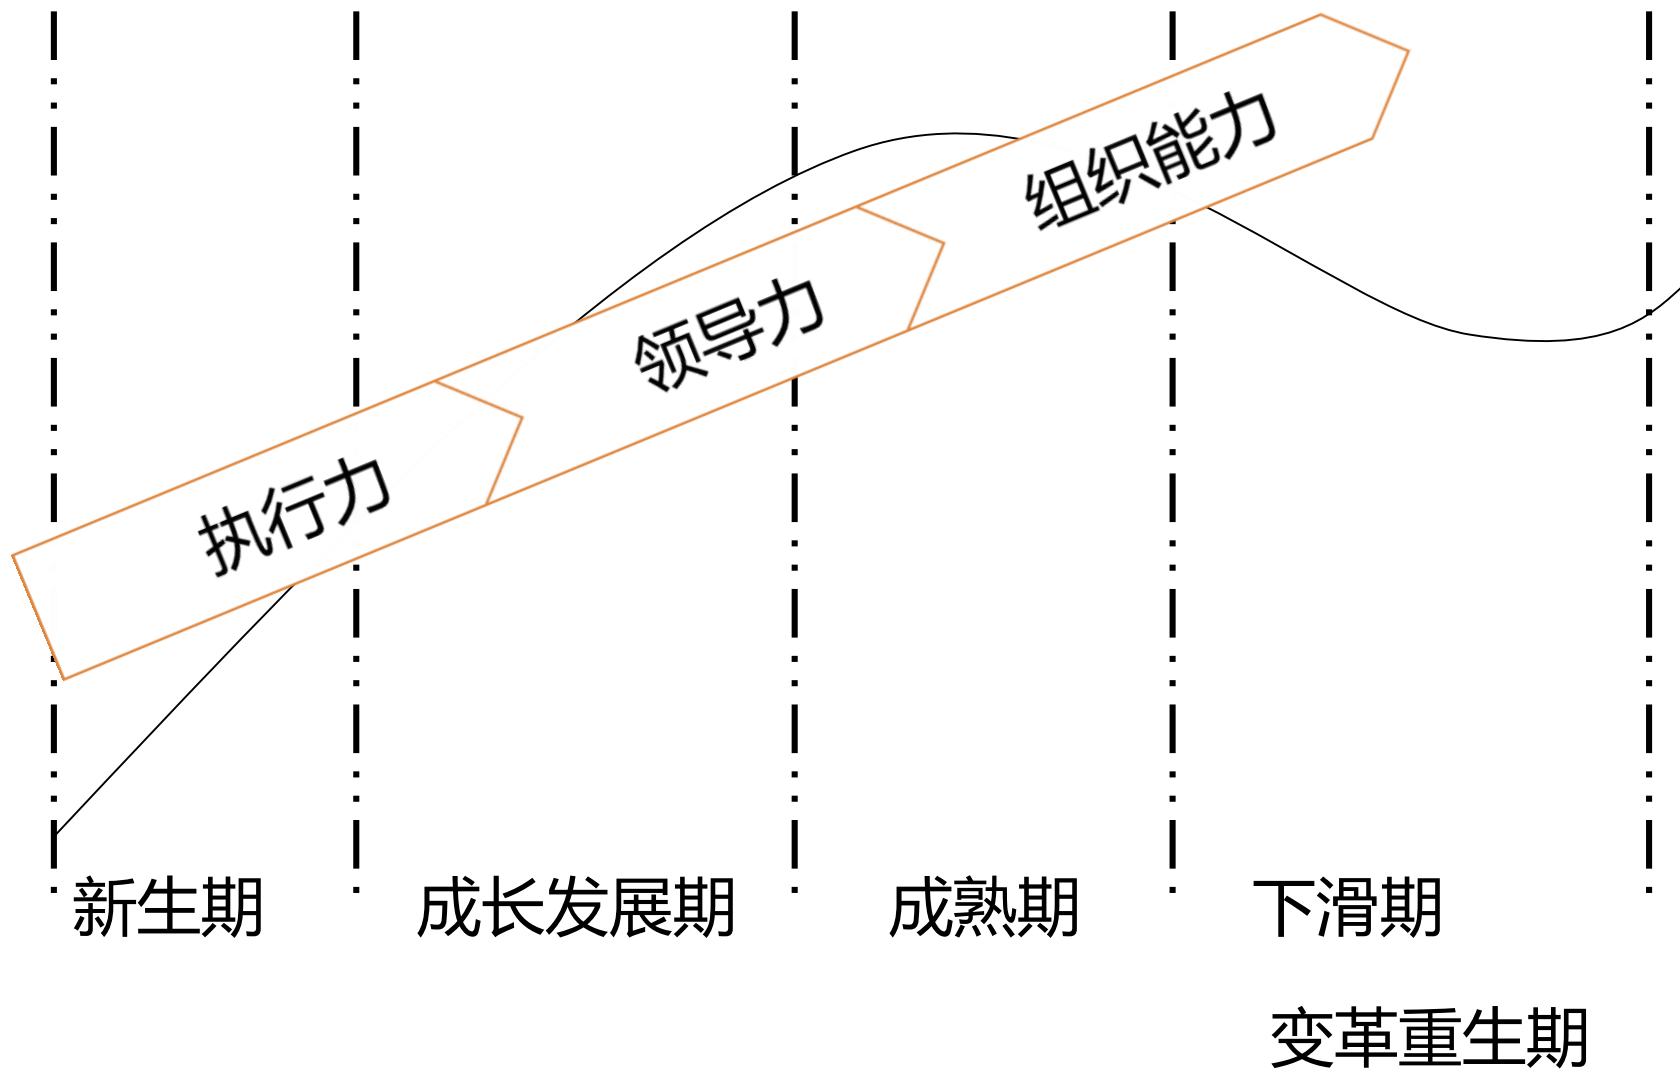 组织能力
领导力
执行力
新生期
成长发展期
成熟期
下滑期
变革重生期